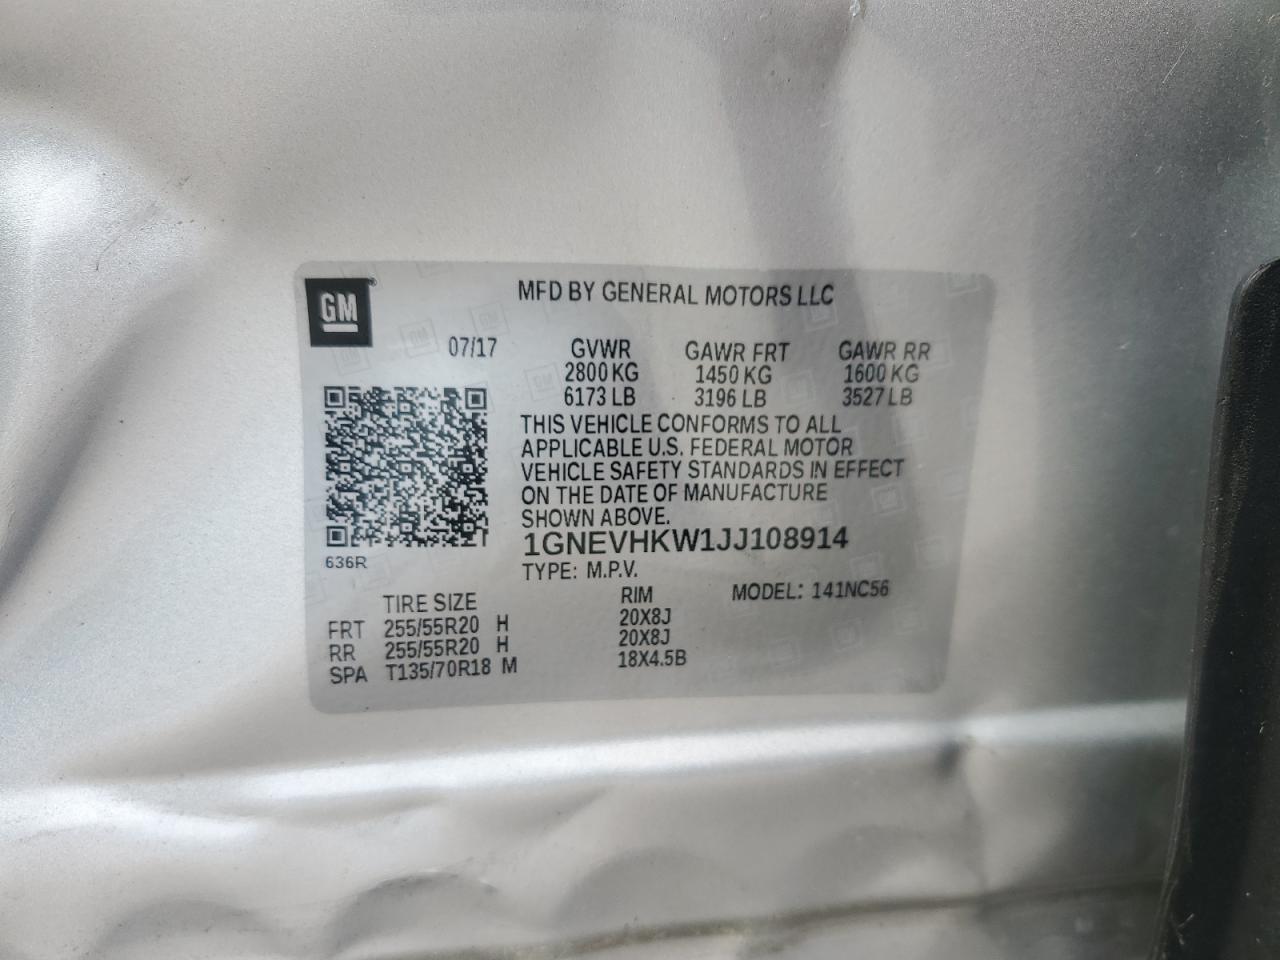 GM
MFD BY GENERAL MOTORS LLC
07/17 GVWR GAWR FRT GAWR RR
2800 KG 1450 KG 1600 KG
6173 LB 3196 LB 3527 LB
THIS VEHICLE CONFORMS TO ALL
APPLICABLE U.S. FEDERAL MOTOR
VEHICLE SAFETY STANDARDS IN EFFECT
ON THE DATE OF MANUFACTURE
SHOWN ABOVE.
1GNEVHKW1JJ108914
636R
TYPE: M.P.V.
TIRE SIZE RIM MODEL: 141NC56
FRT 255/55R20 H 20X8J
RR 255/55R20 H 20X8J
SPA T135/70R18 M 18X4.5B